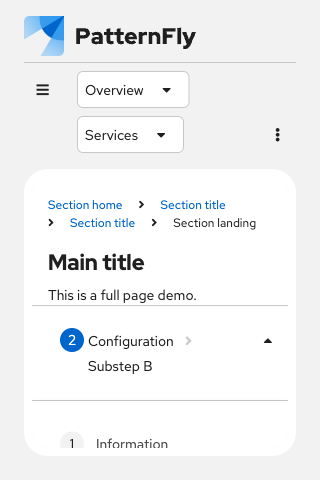 PatternFly
Overview
Services
Section home
Section title
Section title
Section landing
Main title
This is a full page demo.
2 Configuration
Substep B
1 Information